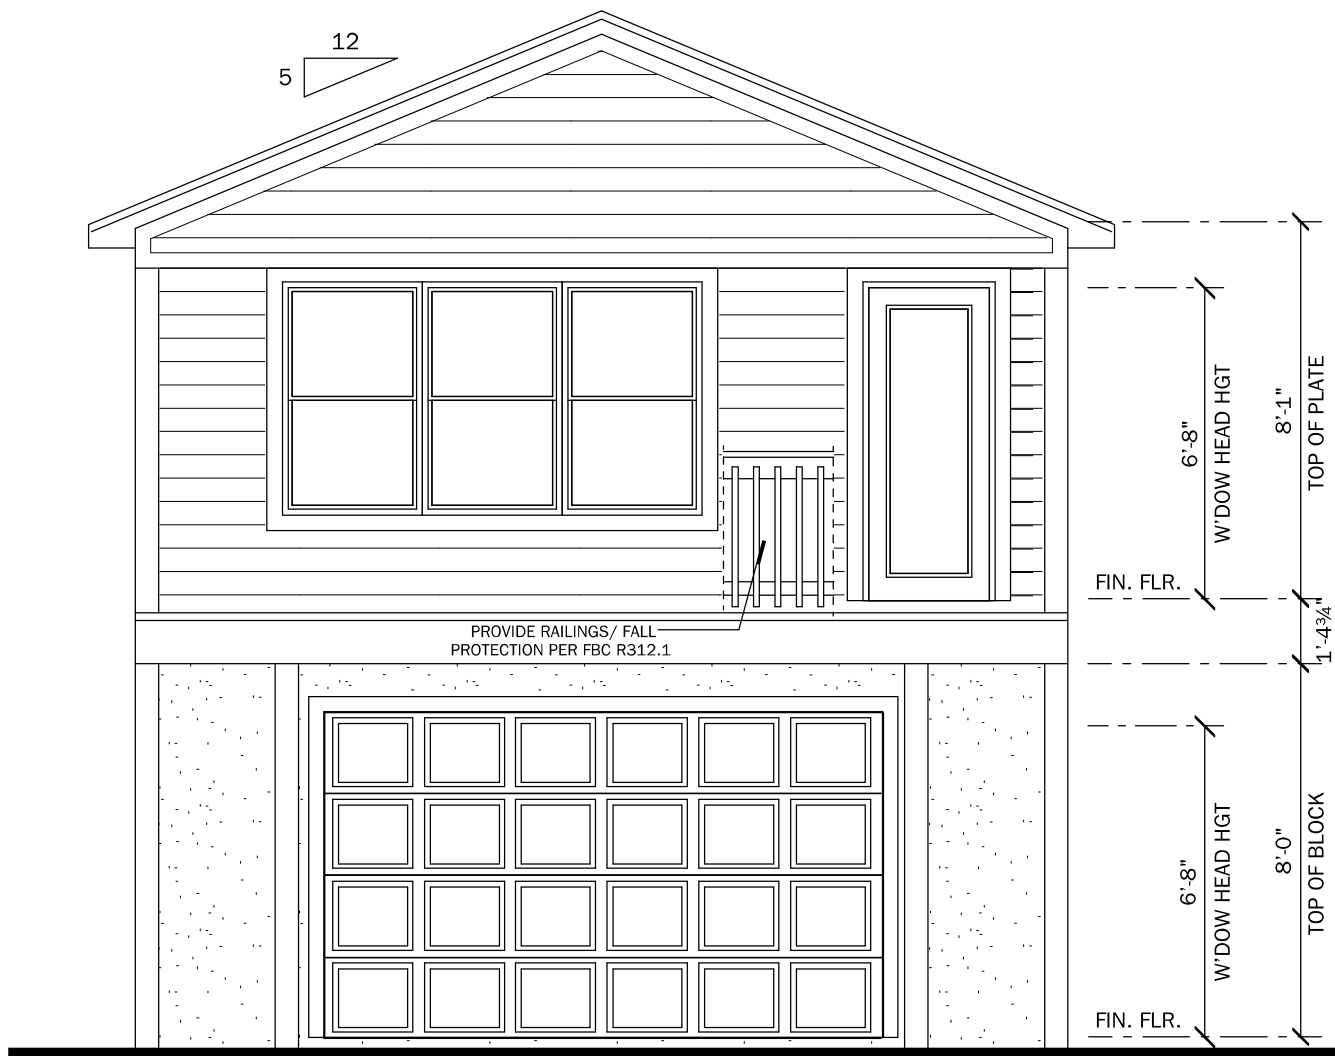 12
5
6'-8"
W'DOW HEAD HGT
8'-1"
TOP OF PLATE
FIN. FLR.
1'-4¾"
PROVIDE RAILINGS/ FALL
PROTECTION PER FBC R312.1
6'-8"
W'DOW HEAD HGT
8'-0"
TOP OF BLOCK
FIN. FLR.